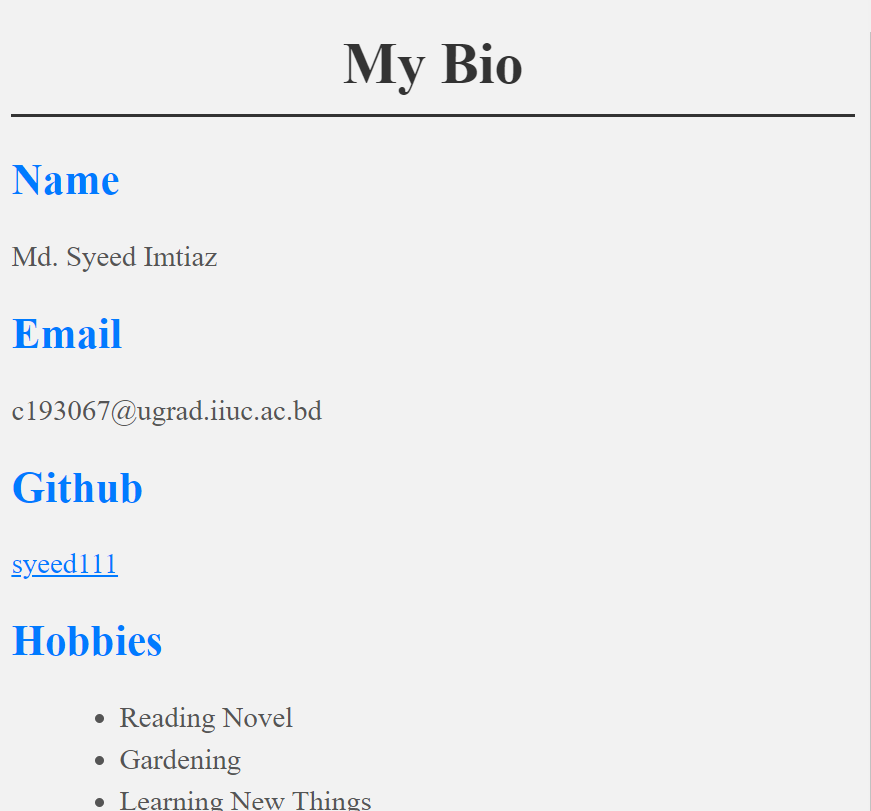 My Bio
Name
Md. Syeed Imtiaz
Email
c193067@ugrad.iiuc.ac.bd
Github
syeed111
Hobbies
Reading Novel
Gardening
Learning New Things